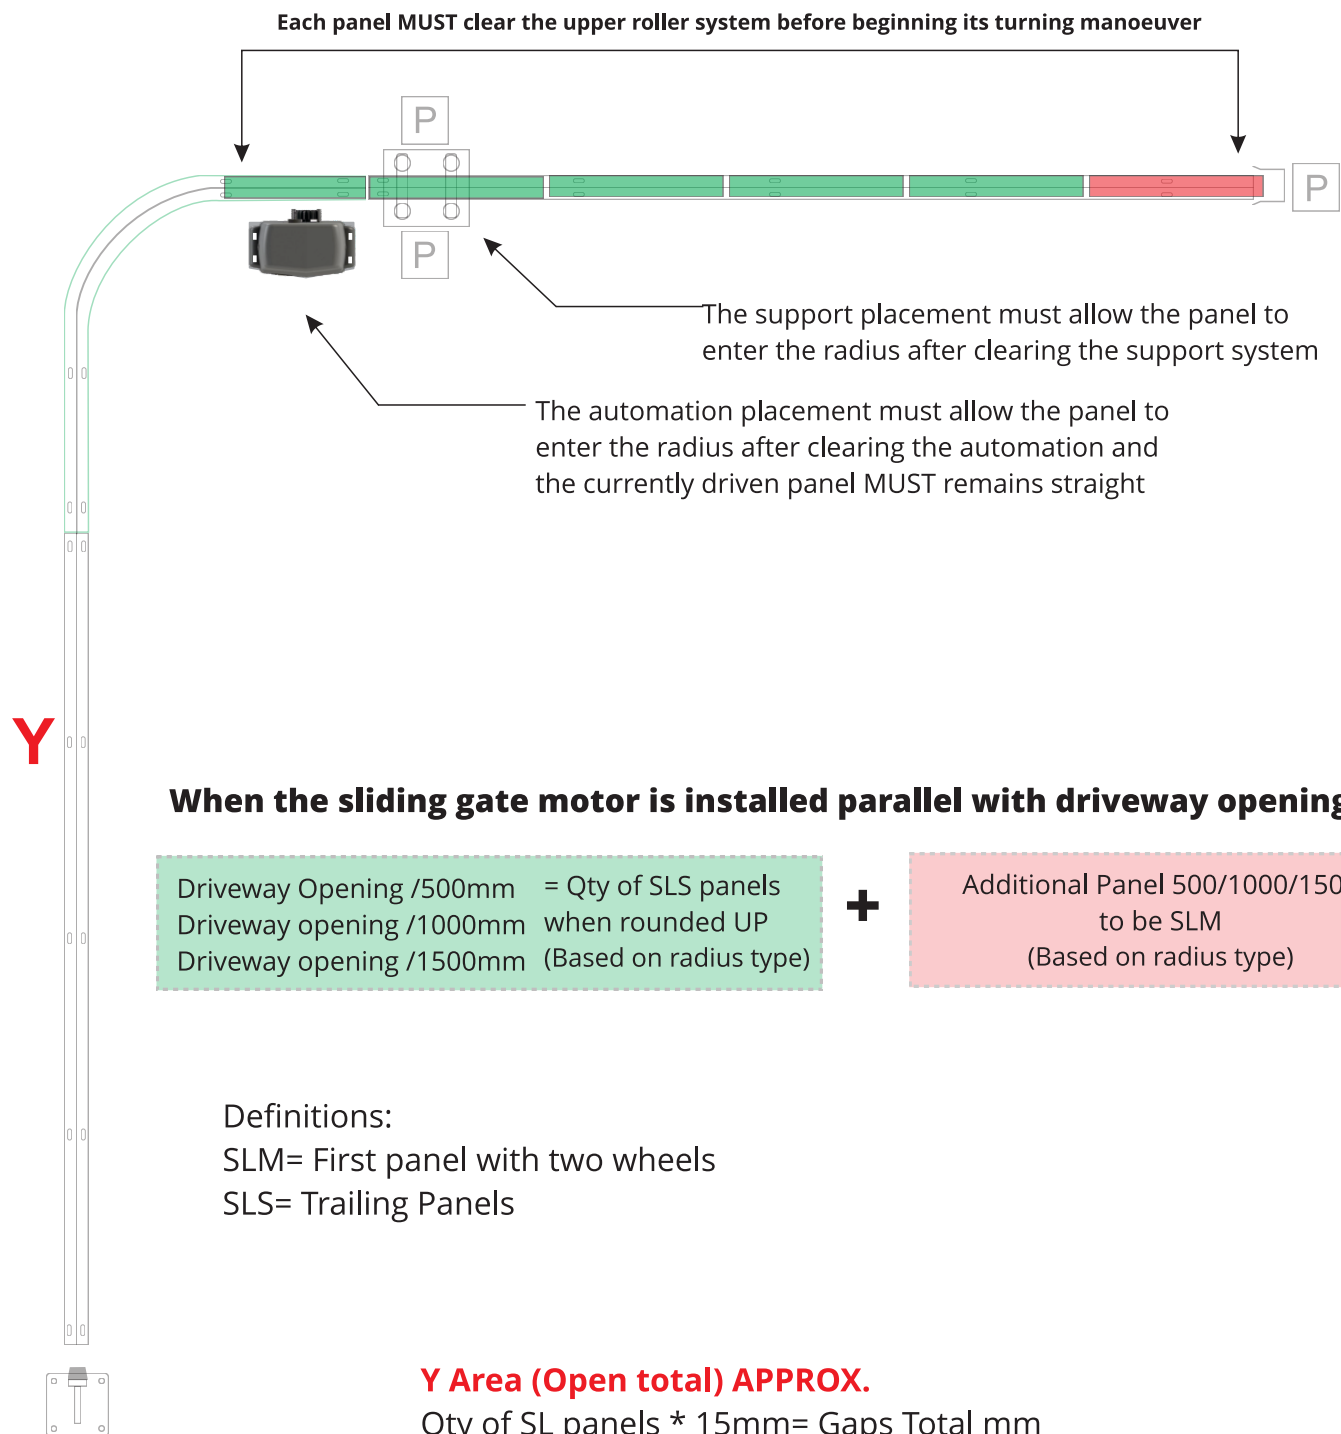 Each panel MUST clear the upper roller system before beginning its turning manoeuver
P
P
P
The support placement must allow the panel to
enter the radius after clearing the support system
The automation placement must allow the panel to
enter the radius after clearing the automation and
the currently driven panel MUST remains straight
Y
When the sliding gate motor is installed parallel with driveway opening
Driveway Opening /500mm = Qty of SLS panels
Driveway opening /1000mm when rounded UP
Driveway opening /1500mm (Based on radius type)
+
Additional Panel 500/1000/150
to be SLM
(Based on radius type)
Definitions:
SLM= First panel with two wheels
SLS= Trailing Panels
Y Area (Open total) APPROX.
Qty of SL panels * 15mm= Gaps Total mm